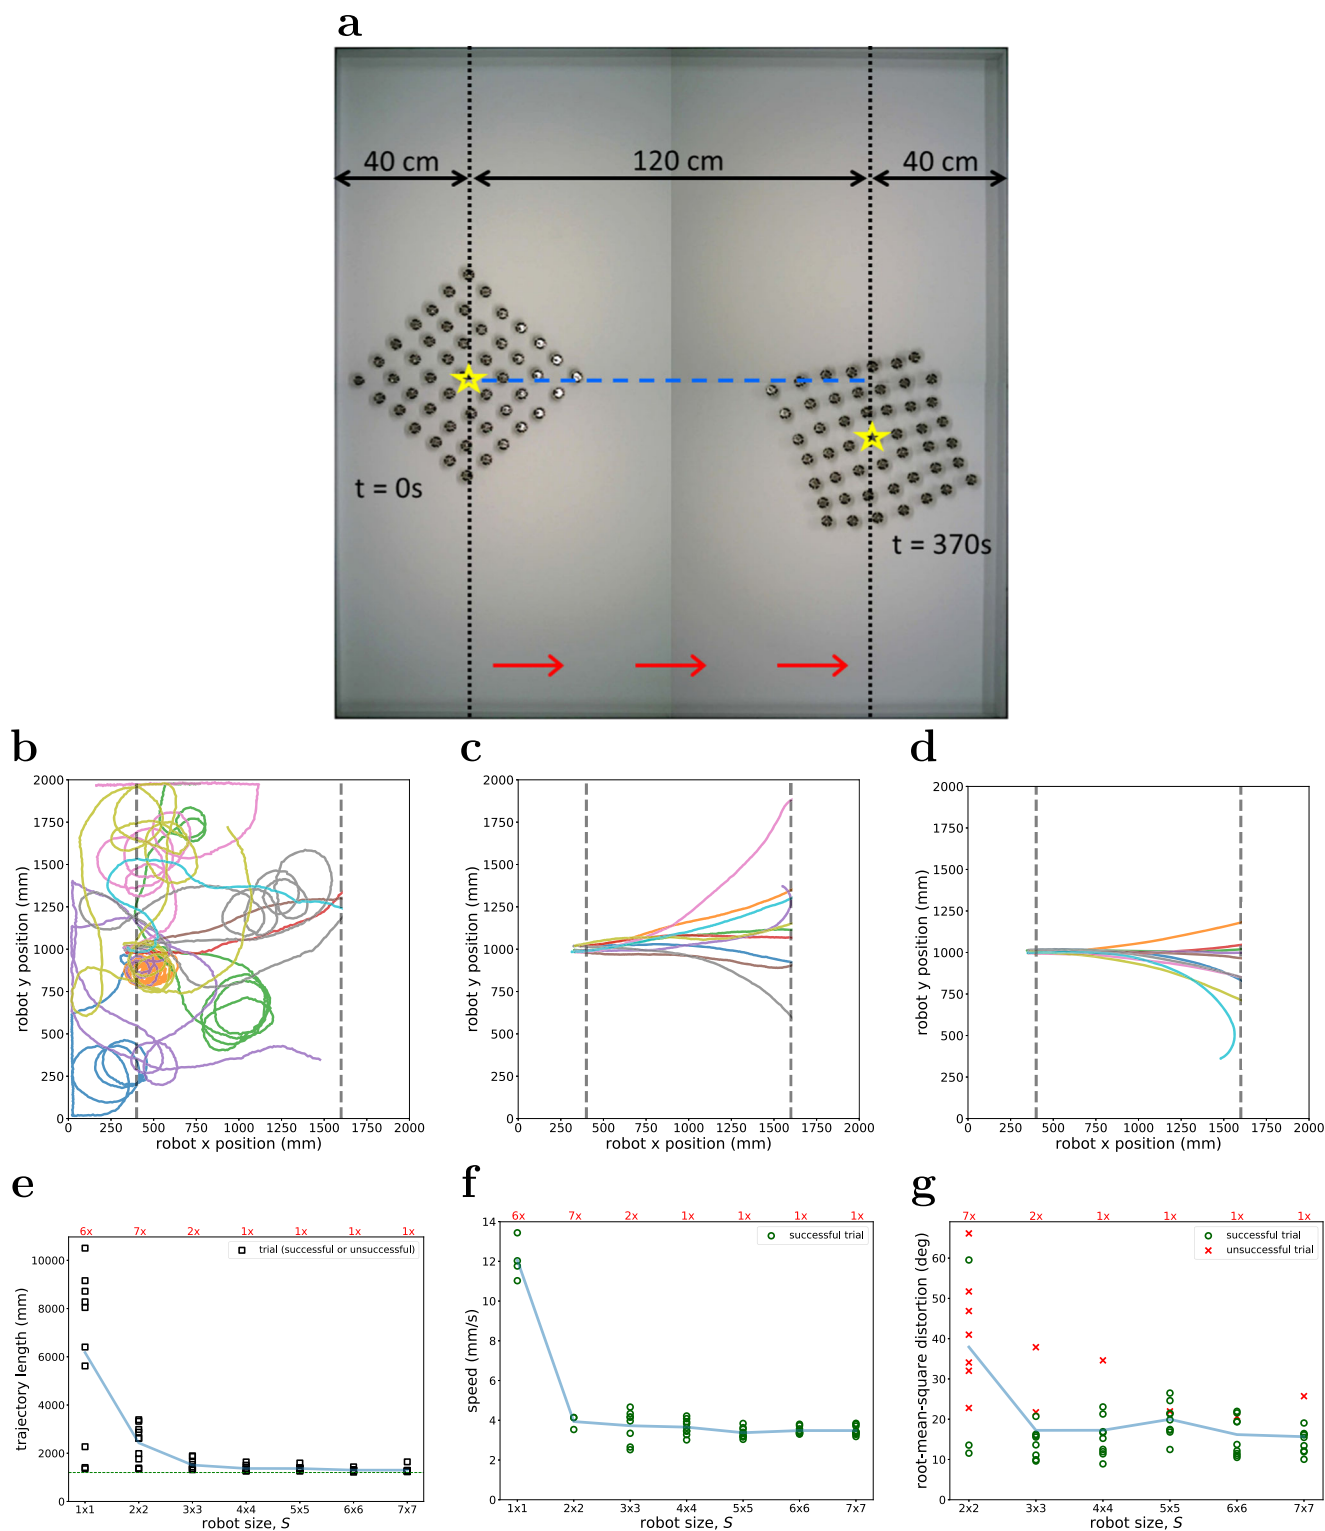 a
40 cm
120 cm
40 cm
t = 0s
t = 370s
b
c
d
robot y position (mm)
2000
1750
1500
1250
1000
750
500
250
0
0 250 500 750 1000 1250 1500 1750 2000
robot x position (mm)
robot y position (mm)
2000
1750
1500
1250
1000
750
500
250
0
0 250 500 750 1000 1250 1500 1750 2000
robot x position (mm)
robot y position (mm)
2000
1750
1500
1250
1000
750
500
250
0
0 250 500 750 1000 1250 1500 1750 2000
robot x position (mm)
e
6x 7x 2x 1x 1x 1x 1x
trial (successful or unsuccessful)
trajectory length (mm)
10000
8000
6000
4000
2000
0
1x1 2x2 3x3 4x4 5x5 6x6 7x7
robot size, S
f
6x 7x 2x 1x 1x 1x 1x
successful trial
speed (mm/s)
14
12
10
8
6
4
2
0
1x1 2x2 3x3 4x4 5x5 6x6 7x7
robot size, S
g
7x 2x 1x 1x 1x 1x
successful trial
unsuccessful trial
root-mean-square distortion (deg)
60
50
40
30
20
10
0
2x2 3x3 4x4 5x5 6x6 7x7
robot size, S